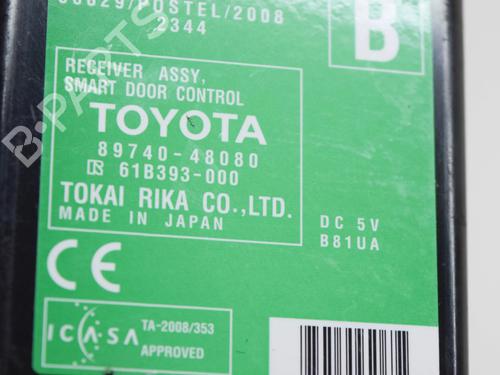 /POSTEL/2008
2344
B
RECEIVER ASSY,
SMART DOOR CONTROL
TOYOTA
89740-48080
61B393-000
TOKAI RIKA CO.,LTD.
MADE IN JAPAN
DC 5V
B81UA
CE
ICASA
TA-2008/353
APPROVED
B-PARTS